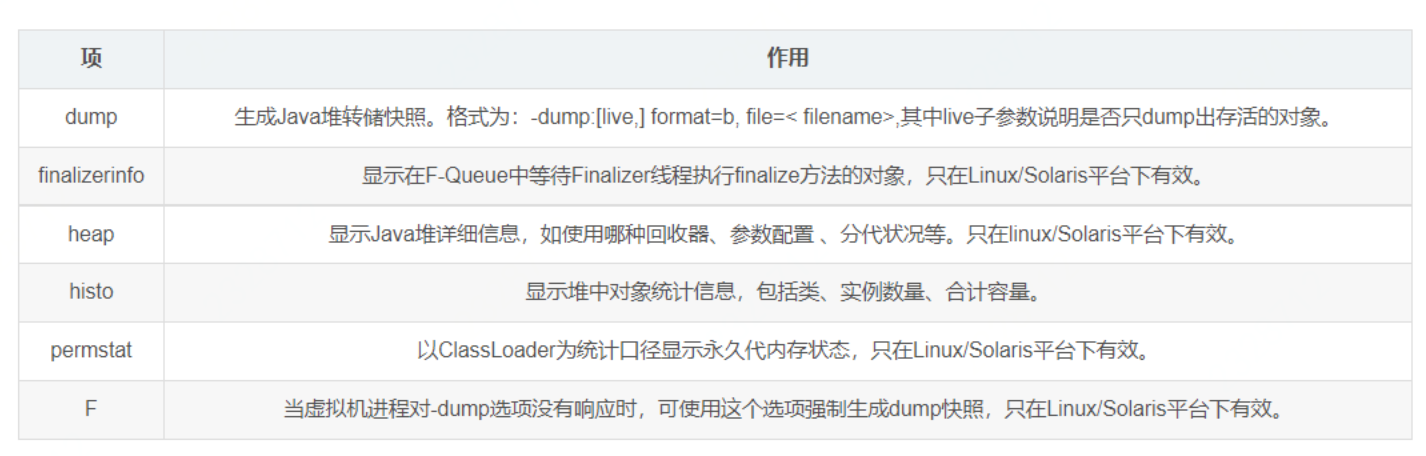 项 作用
dump 生成Java堆转储快照。格式为：-dump:[live,] format=b, file=< filename>,其中live子参数说明是否只dump出存活的对象。
finalizerinfo 显示在F-Queue中等待Finalizer线程执行finalize方法的对象，只在Linux/Solaris平台下有效。
heap 显示Java堆详细信息，如使用哪种回收器、参数配置 、分代状况等。只在linux/Solaris平台下有效。
histo 显示堆中对象统计信息，包括类、实例数量、合计容量。
permstat 以ClassLoader为统计口径显示永久代内存状态，只在Linux/Solaris平台下有效。
F 当虚拟机进程对-dump选项没有响应时，可使用这个选项强制生成dump快照，只在Linux/Solaris平台下有效。